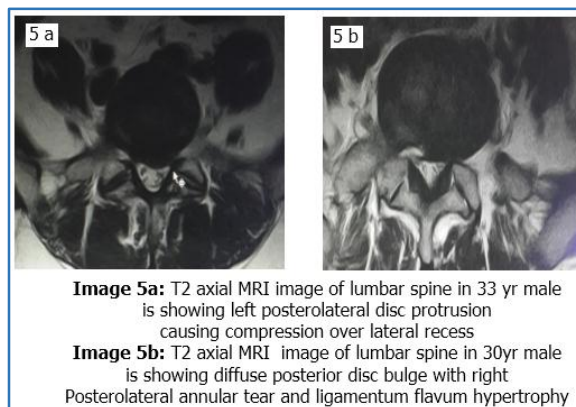 5 a
5 b
Image 5a: T2 axial MRI image of lumbar spine in 33 yr male
is showing left posterolateral disc protrusion
causing compression over lateral recess
Image 5b: T2 axial MRI image of lumbar spine in 30yr male
is showing diffuse posterior disc bulge with right
Posterolateral annular tear and ligamentum flavum hypertrophy